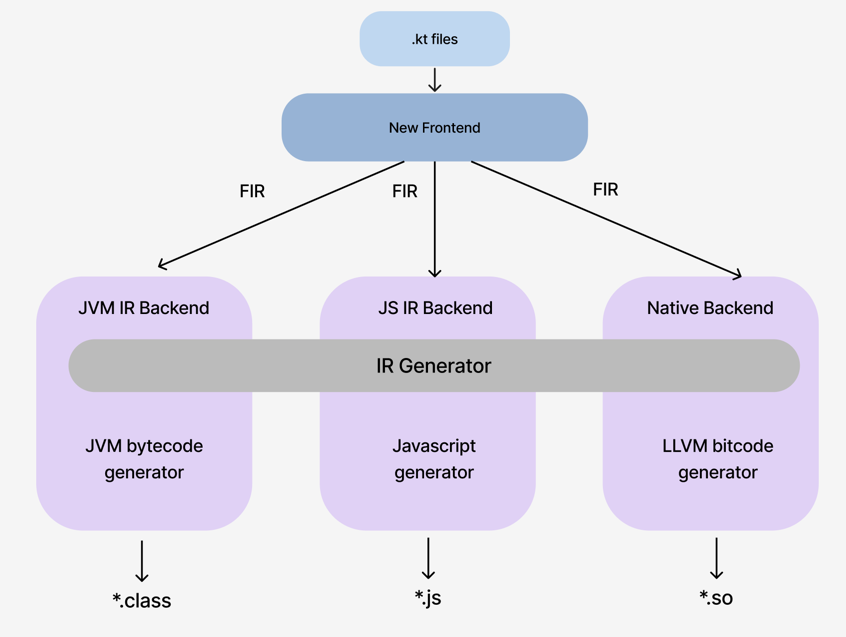 .kt files
New Frontend
FIR
FIR
FIR
JVM IR Backend
JS IR Backend
Native Backend
IR Generator
JVM bytecode
generator
Javascript
generator
LLVM bitcode
generator
*.class
*.js
*.so